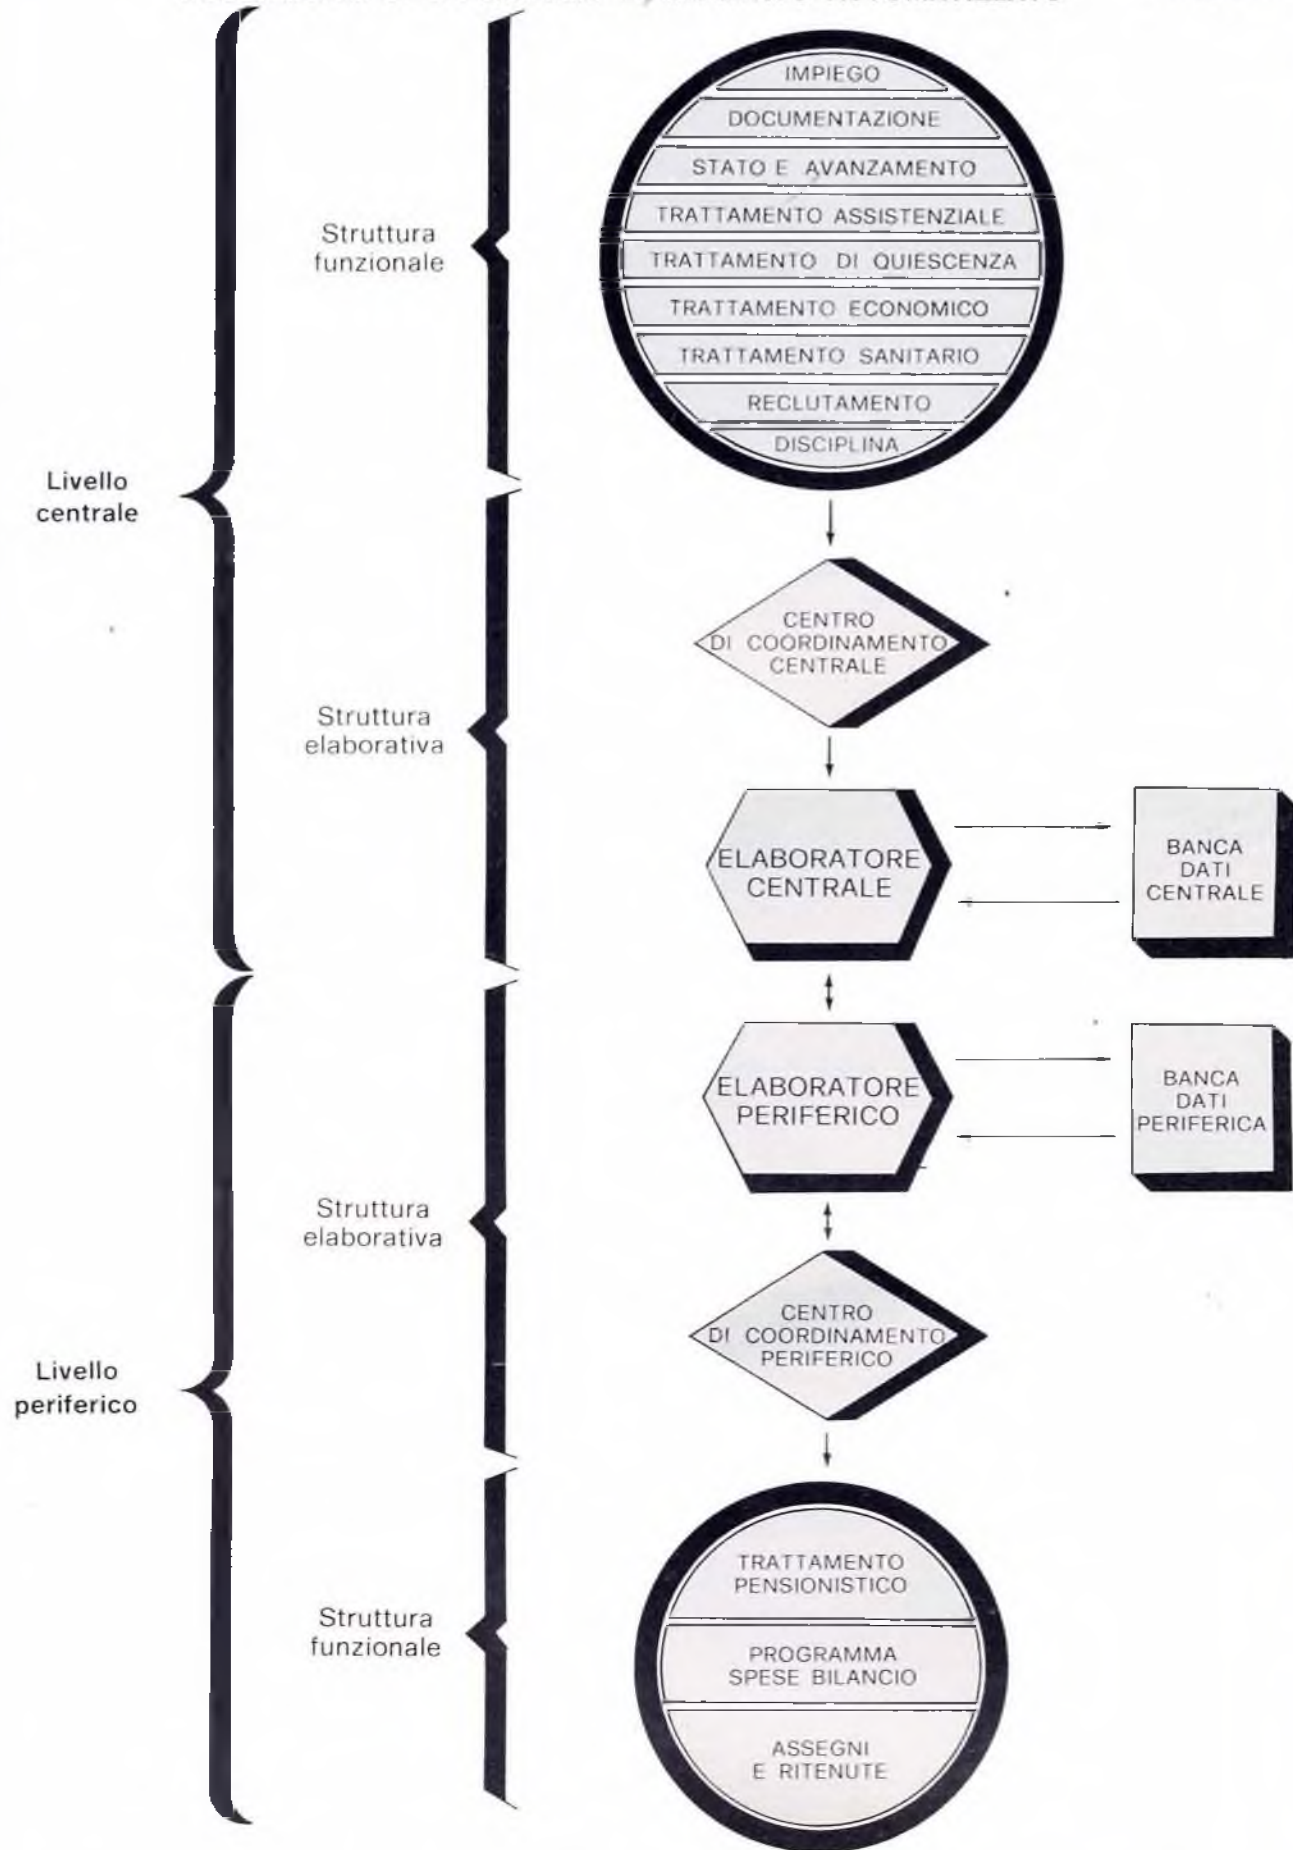 IMPIEGO
DOCUMENTAZIONE
STATO E AVANZAMENTO
TRATTAMENTO ASSISTENZIALE
TRATTAMENTO DI QUIESCENZA
TRATTAMENTO ECONOMICO
TRATTAMENTO SANITARIO
RECLUTAMENTO
DISCIPLINA
Struttura
funzionale
Livello
centrale
CENTRO
DI COORDINAMENTO
CENTRALE
Struttura
elaborativa
ELABORATORE
CENTRALE
BANCA
DATI
CENTRALE
ELABORATORE
PERIFERICO
BANCA
DATI
PERIFERICA
Struttura
elaborativa
CENTRO
DI COORDINAMENTO
PERIFERICO
Livello
periferico
TRATTAMENTO
PENSIONISTICO
Struttura
funzionale
PROGRAMMA
SPESE BILANCIO
ASSEGNI
E RITENUTE